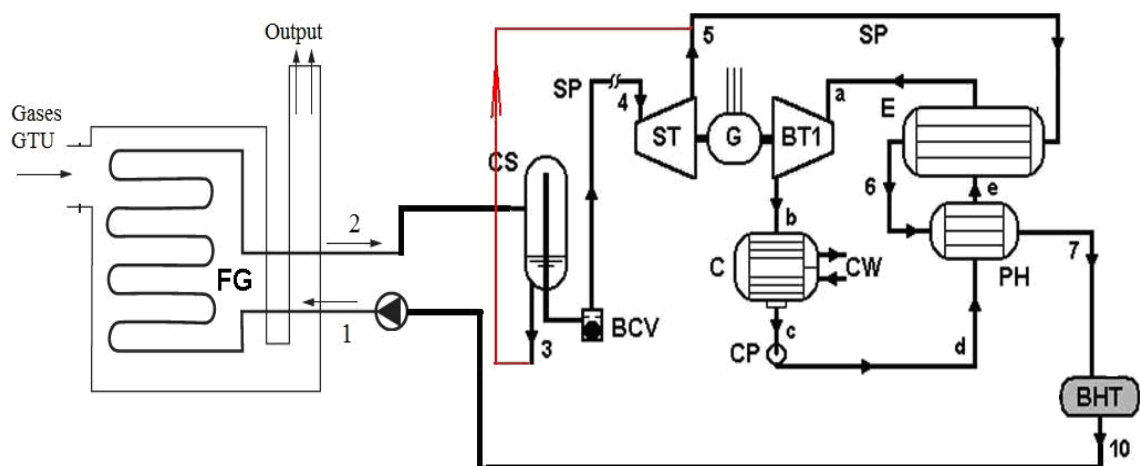 Output
Gases
GTU
2
FG
1
CS
3
BCV
SP
4
5
SP
ST
G
BT1
a
E
6
e
b
C
CW
c
CP
d
PH
7
BHT
10